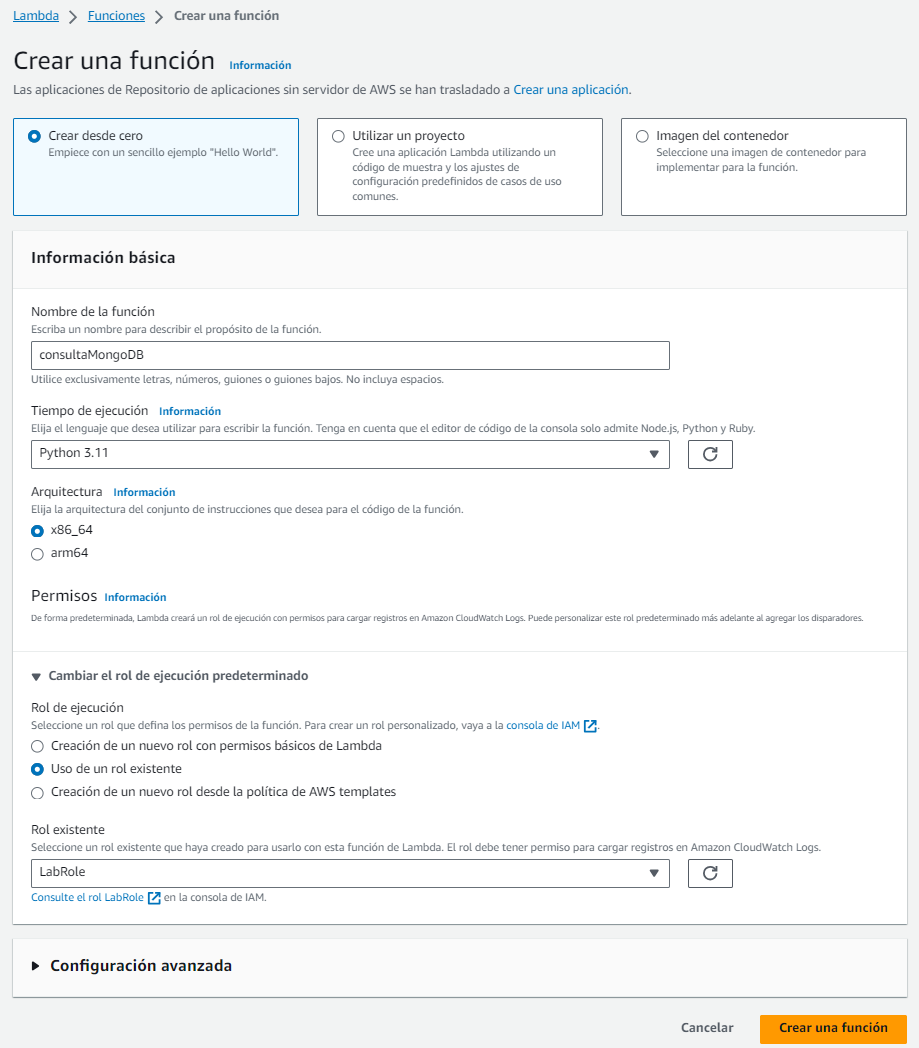 Lambda > Funciones > Crear una función
Crear una función Información
Las aplicaciones de Repositorio de aplicaciones sin servidor de AWS se han trasladado a Crear una aplicación.
Crear desde cero
Empiece con un sencillo ejemplo "Hello World".
Utilizar un proyecto
Cree una aplicación Lambda utilizando un
código de muestra y los ajustes de
configuración predefinidos de casos de uso
comunes.
Imagen del contenedor
Seleccione una imagen de contenedor para
implementar para la función.
Información básica
Nombre de la función
Escriba un nombre para describir el propósito de la función.
consultaMongoDB
Utilice exclusivamente letras, números, guiones o guiones bajos. No incluya espacios.
Tiempo de ejecución Información
Elija el lenguaje que desea utilizar para escribir la función. Tenga en cuenta que el editor de código de la consola solo admite Node.js, Python y Ruby.
Python 3.11
Arquitectura Información
Elija la arquitectura del conjunto de instrucciones que desea para el código de la función.
x86_64
arm64
Permisos Información
De forma predeterminada, Lambda creará un rol de ejecución con permisos para cargar registros en Amazon CloudWatch Logs. Puede personalizar este rol predeterminado más adelante al agregar los disparadores.
Cambiar el rol de ejecución predeterminado
Rol de ejecución
Seleccione un rol que defina los permisos de la función. Para crear un rol personalizado, vaya a la consola de IAM.
Creación de un nuevo rol con permisos básicos de Lambda
Uso de un rol existente
Creación de un nuevo rol desde la política de AWS templates
Rol existente
Seleccione un rol existente que haya creado para usarlo con esta función de Lambda. El rol debe tener permiso para cargar registros en Amazon CloudWatch Logs.
LabRole
Consulte el rol LabRole en la consola de IAM.
Configuración avanzada
Cancelar Crear una función